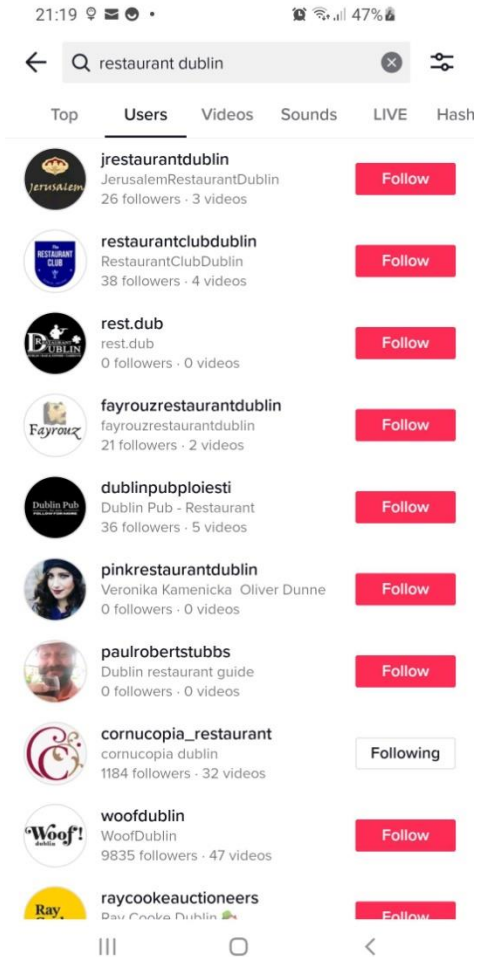 21:19
47%
restaurant dublin
Top Users Videos Sounds LIVE Hash
Jerusalem
jrestaurantdublin
JerusalemRestaurantDublin
26 followers · 3 videos
Follow
The
RESTAURANT
CLUB
restaurantclubdublin
RestaurantClubDublin
38 followers · 4 videos
Follow
RESTAURANT
DUBLIN
rest.dub
rest.dub
0 followers · 0 videos
Follow
Fayrouz
fayrouzrestaurantdublin
fayrouzrestaurantdublin
21 followers · 2 videos
Follow
Dublin Pub
FOLLOW FOR MORE
dublinpubploiesti
Dublin Pub - Restaurant
36 followers · 5 videos
Follow
pinkrestaurantdublin
Veronika Kamenicka Oliver Dunne
0 followers · 0 videos
Follow
paulrobertstubbs
Dublin restaurant guide
0 followers · 0 videos
Follow
cornucopia_restaurant
cornucopia dublin
1184 followers · 32 videos
Following
Woof!
dublin
woofdublin
WoofDublin
9835 followers · 47 videos
Follow
Ray
raycookeauctioneers
Ray Cooke Dublin
Follow